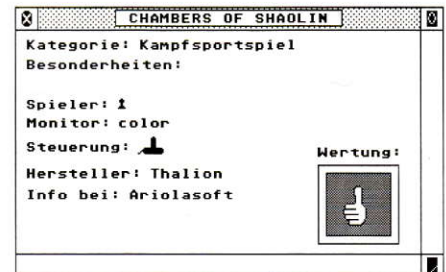 CHAMBERS OF SHAOLIN
Kategorie: Kampfsportspiel
Besonderheiten:
Spieler: 1
Monitor: color
Steuerung:
Wertung:
Hersteller: Thalion
Info bei: Ariolasoft